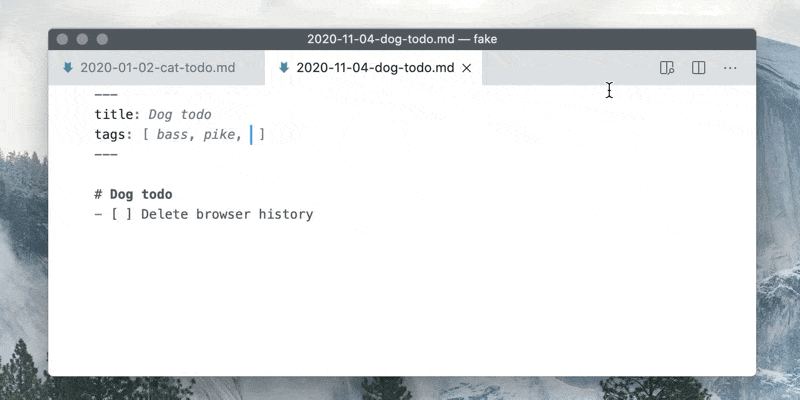 2020-11-04-dog-todo.md — fake
2020-01-02-cat-todo.md 2020-11-04-dog-todo.md
---
title: Dog todo
tags: [ bass, pike, ]
---
# Dog todo
- [ ] Delete browser history